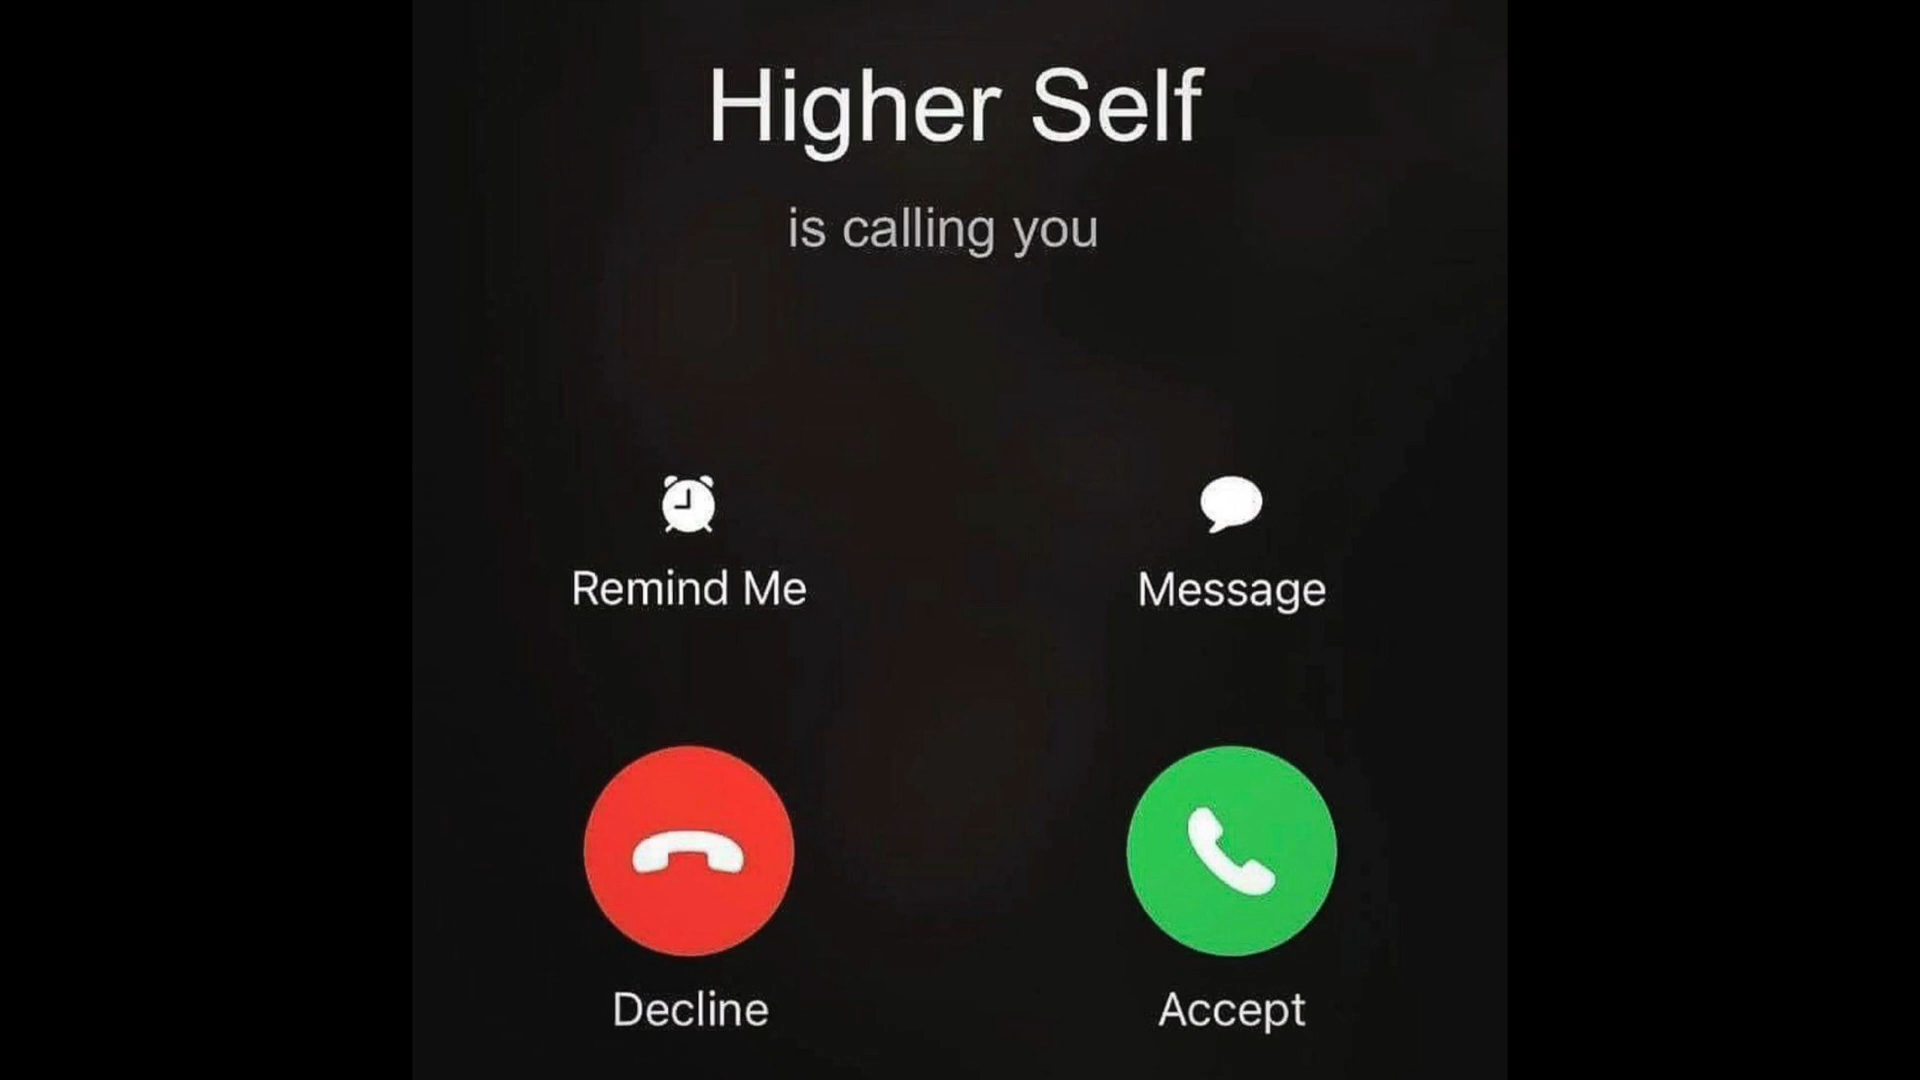 Higher Self
is calling you
Remind Me
Message
Decline
Accept